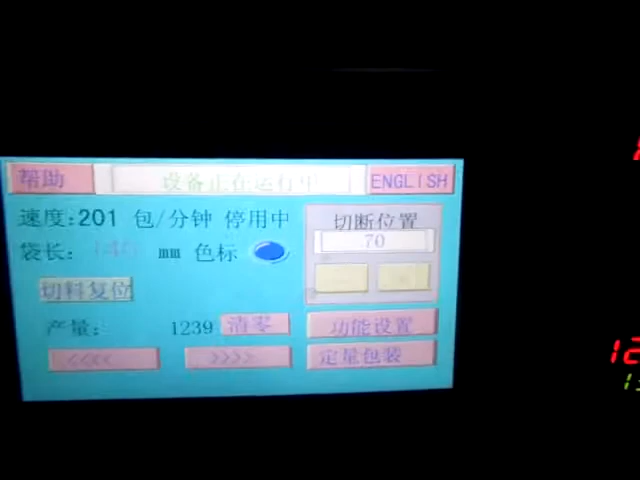 帮助 设备正在运行中 ENGLISH
速度:201 包/分钟 停用中
袋长: mm 色标
切断位置
70
切料复位
产量: 1239 清零
功能设置
<<<< >>>> 定量包装
12